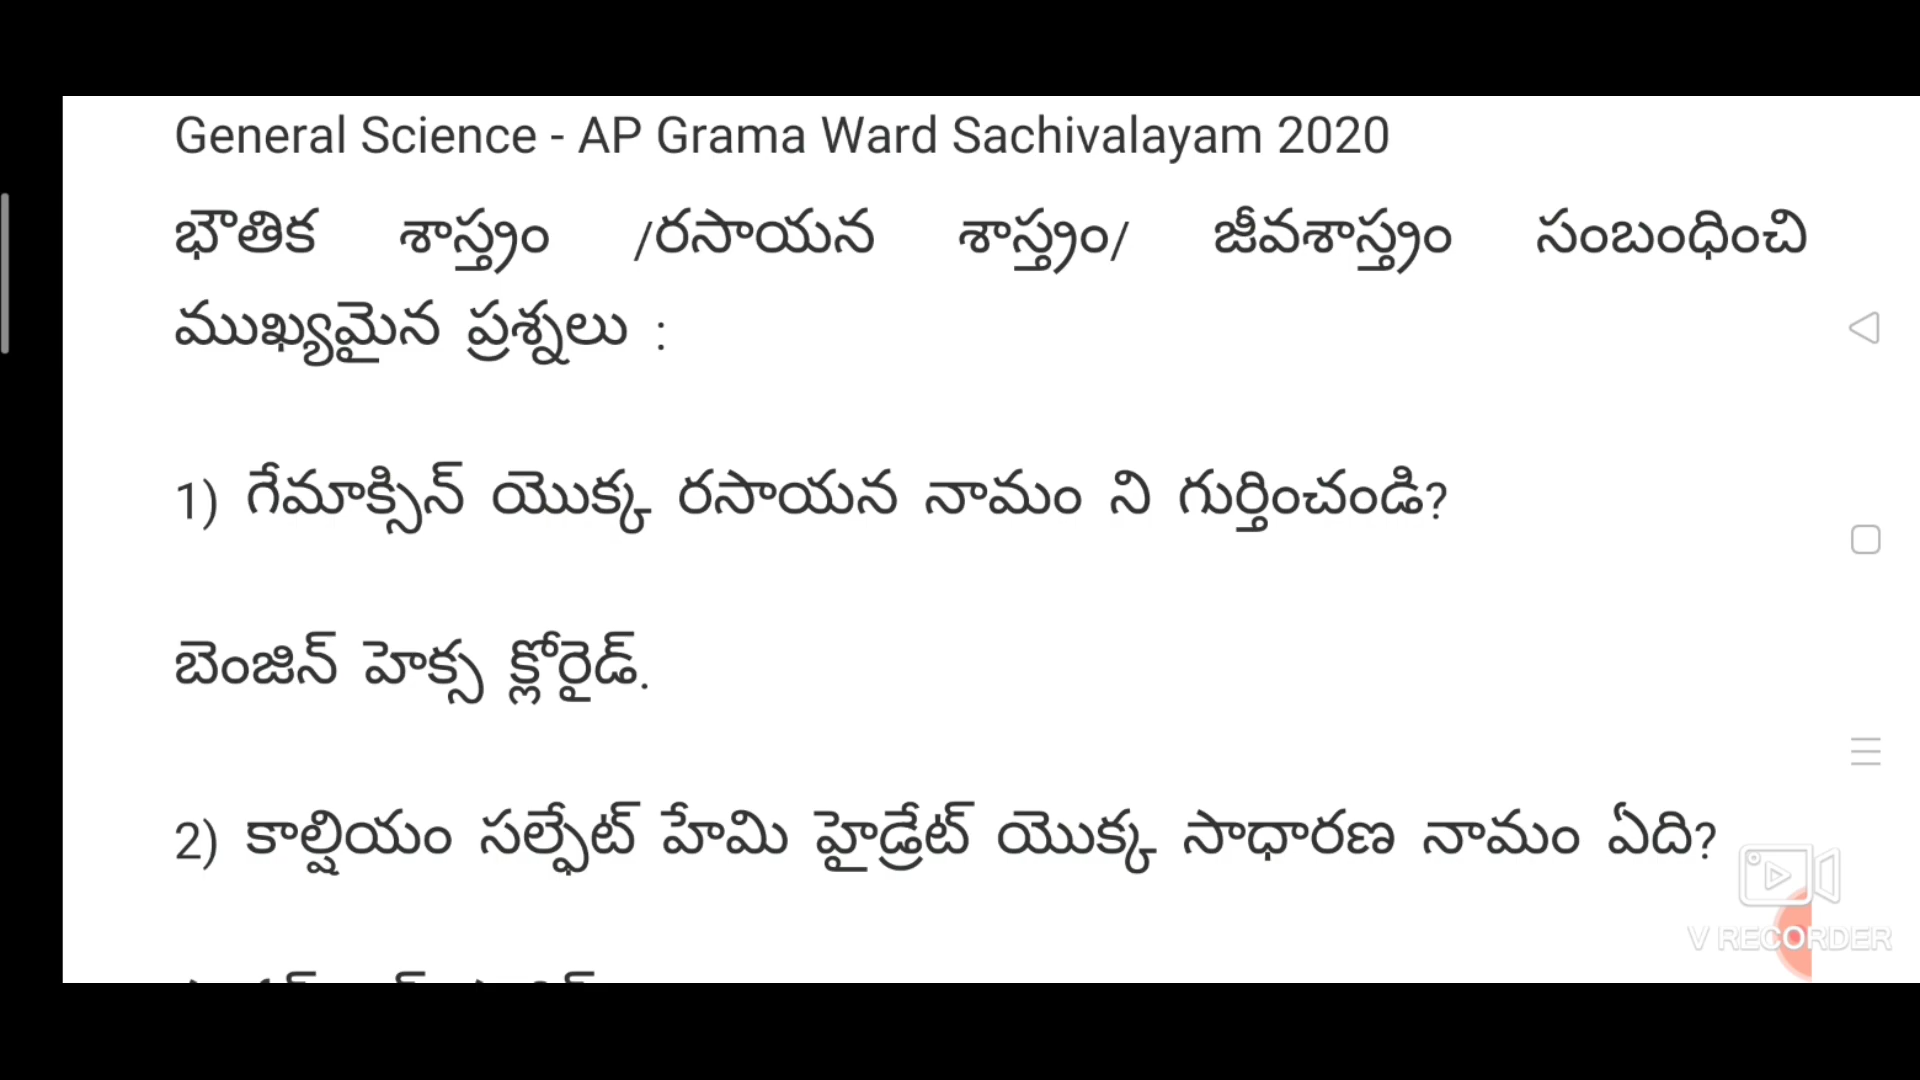 General Science - AP Grama Ward Sachivalayam 2020
భౌతిక శాస్త్రం /రసాయన శాస్త్రం/ జీవశాస్త్రం సంబంధించి
ముఖ్యమైన ప్రశ్నలు :
1) గేమాక్సిన్ యొక్క రసాయన నామం ని గుర్తించండి?
బెంజిన్ హెక్స క్లోరైడ్.
2) కాల్షియం సల్ఫేట్ హేమి హైడ్రేట్ యొక్క సాధారణ నామం ఏది?
V RECORDER